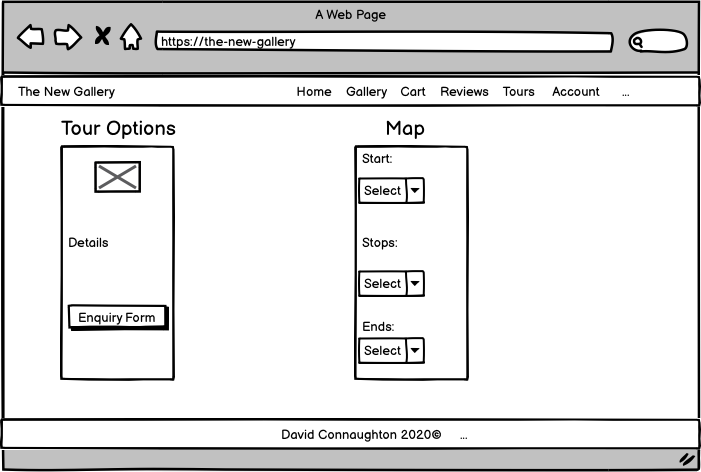 A Web Page
https://the-new-gallery
The New Gallery Home Gallery Cart Reviews Tours Account ...
Tour Options
Details
Enquiry Form
Map
Start:
Select
Stops:
Select
Ends:
Select
David Connaughton 2020© ...